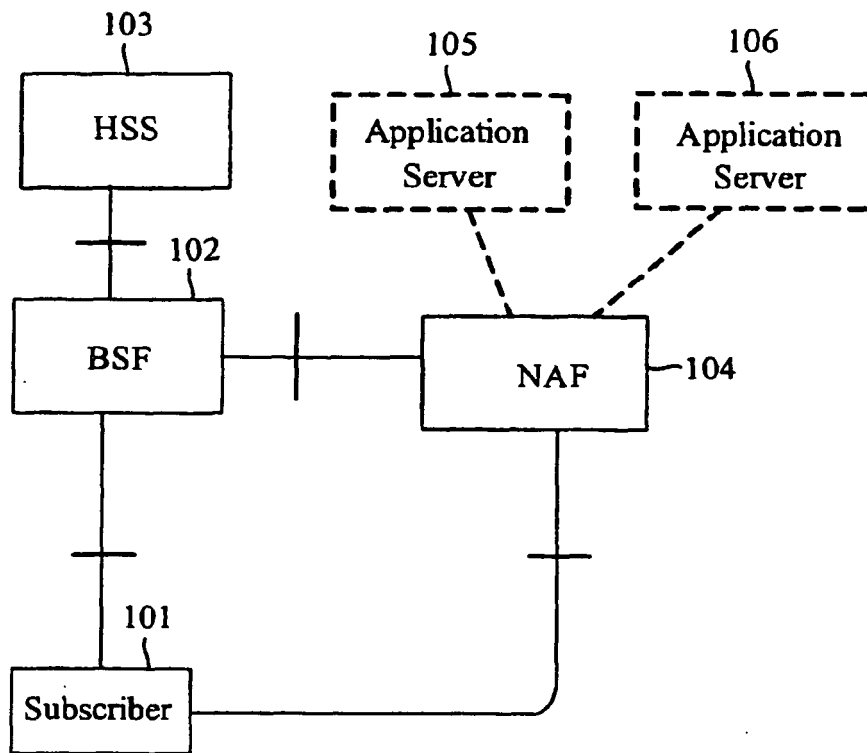 103
HSS
105
Application
Server
106
Application
Server
102
BSF
NAF
104
101
Subscriber